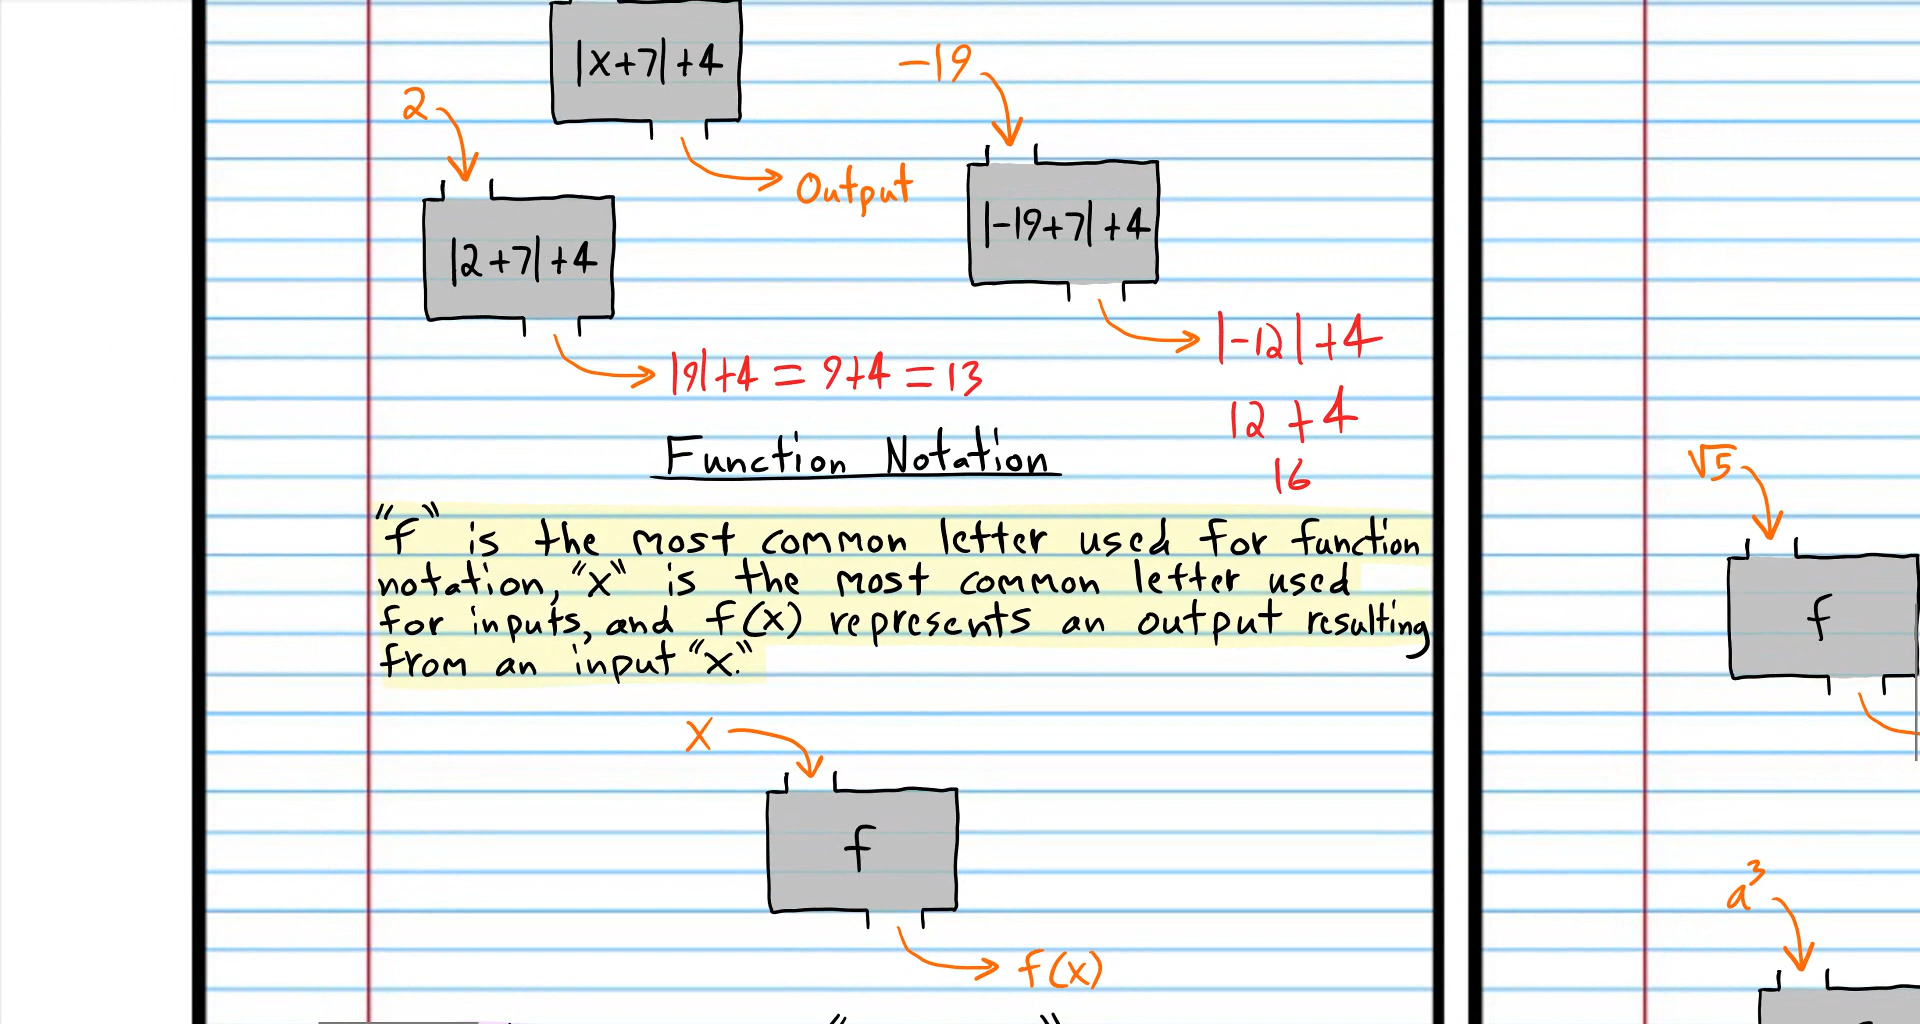 |x+7|+4
-19
2
Output
|-19+7|+4
|2+7|+4
|-12|+4
|9|+4 = 9+4 = 13
12 + 4
Function Notation
16
√5
"f" is the most common letter used for function
notation, "x" is the most common letter used
for inputs, and f(x) represents an output resulting
from an input "x."
f
x
f
a³
f(x)